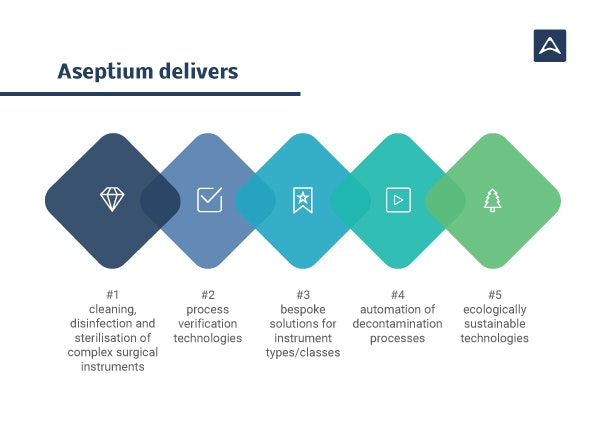 Aseptium delivers
#1
cleaning,
disinfection and
sterilisation of
complex surgical
instruments
#2
process
verification
technologies
#3
bespoke
solutions for
instrument
types/classes
#4
automation of
decontamination
processes
#5
ecologically
sustainable
technologies